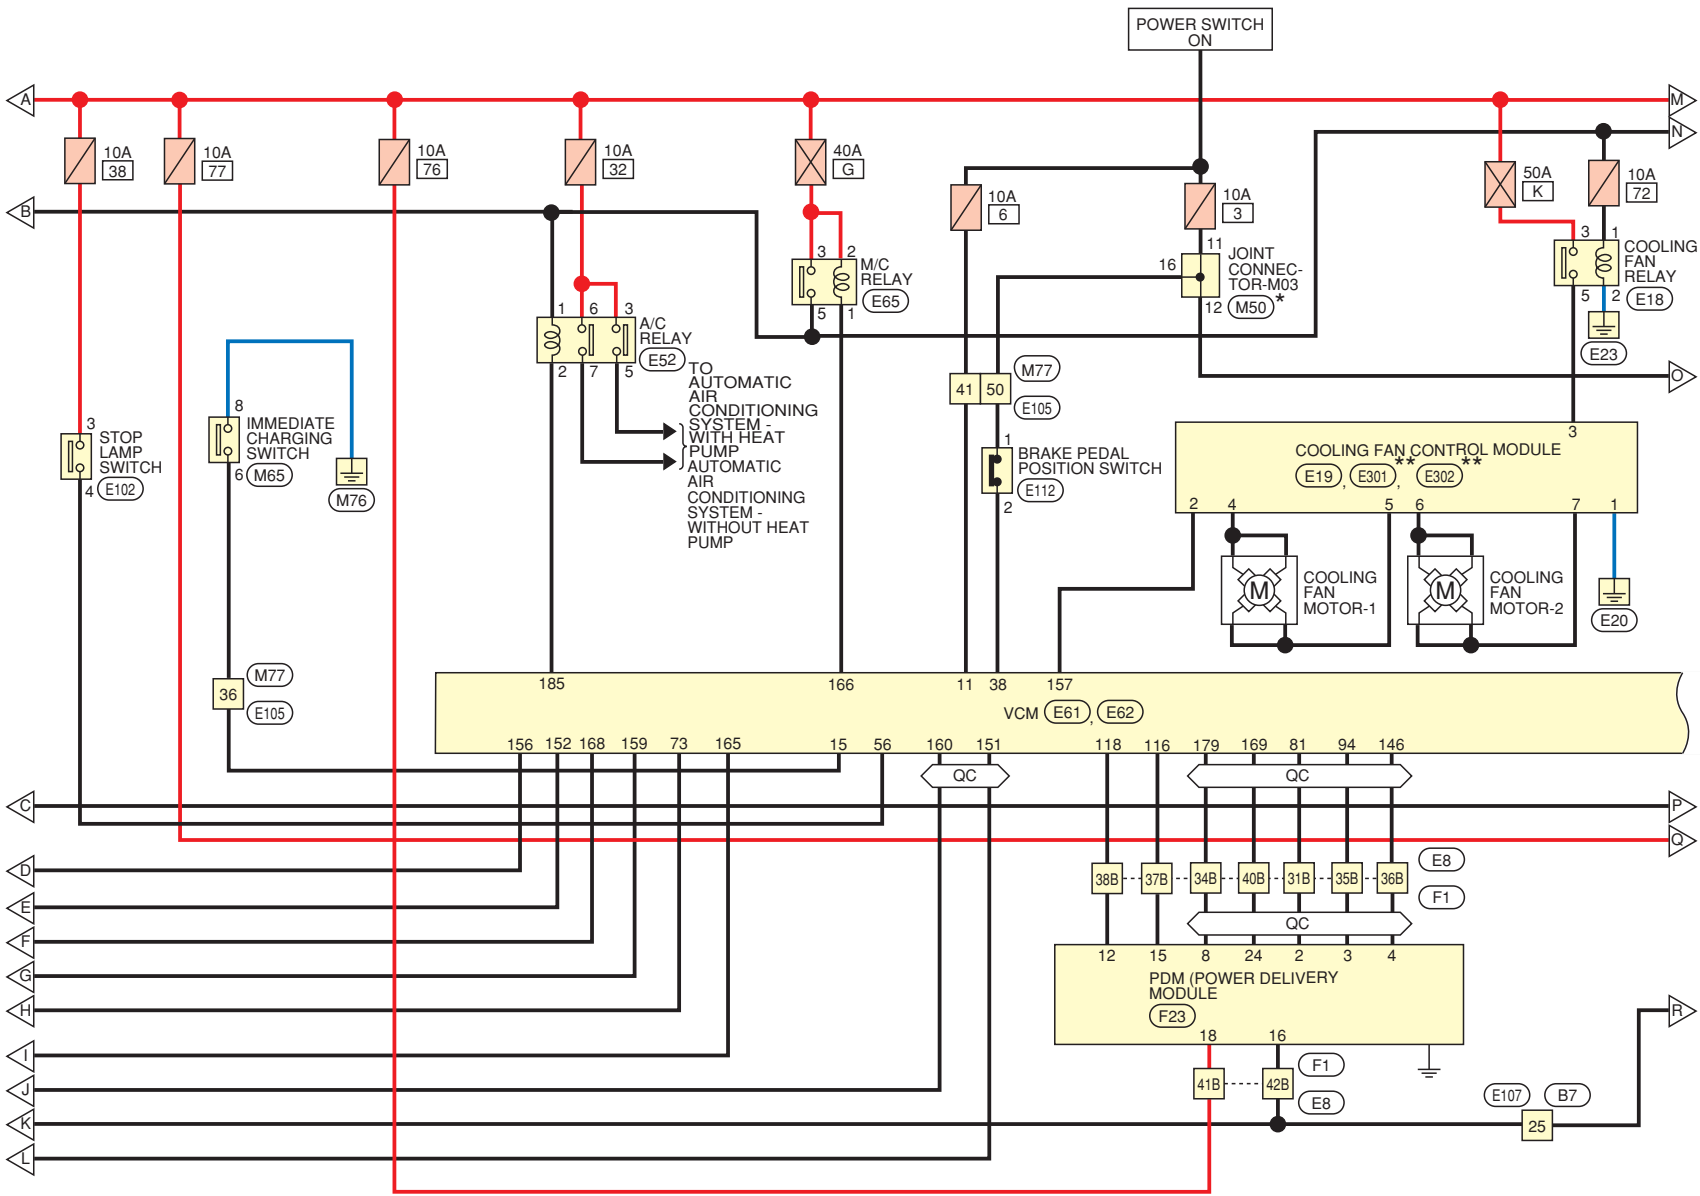 POWER SWITCH
ON
A
M
N
10A
38
10A
77
10A
76
10A
32
40A
G
10A
6
10A
3
50A
K
10A
72
B
3 2
M/C
RELAY
E65
5 1
11
16
12
JOINT
CONNEC-
TOR-M03
M50 *
3 1
COOLING
FAN
RELAY
E18
5 2
E23
O
1 6 3
A/C
RELAY
E52
2 7 5
TO
AUTOMATIC
AIR
CONDITIONING
SYSTEM -
WITH HEAT
PUMP
AUTOMATIC
AIR
CONDITIONING
SYSTEM -
WITHOUT HEAT
PUMP
41 50
M77
E105
3
STOP
LAMP
SWITCH
4 E102
8
IMMEDIATE
CHARGING
SWITCH
6 M65
M76
1
BRAKE PEDAL
POSITION SWITCH
E112
2
3
COOLING FAN CONTROL MODULE
E19 , E301 ** , E302 **
2 4 5 6 7 1
M
COOLING
FAN
MOTOR-1
M
COOLING
FAN
MOTOR-2
E20
M77
36
E105
185 166 11 38 157
VCM E61 , E62
156 152 168 159 73 165 15 56 160 151 118 116 179 169 81 94 146
QC
QC
C
P
Q
D
E
F
G
H
I
J
K
L
38B 37B 34B 40B 31B 35B 36B
E8
F1
QC
12 15 8 24 2 3 4
PDM (POWER DELIVERY
MODULE
F23
18 16
41B 42B
F1
E8
E107 B7
25
R